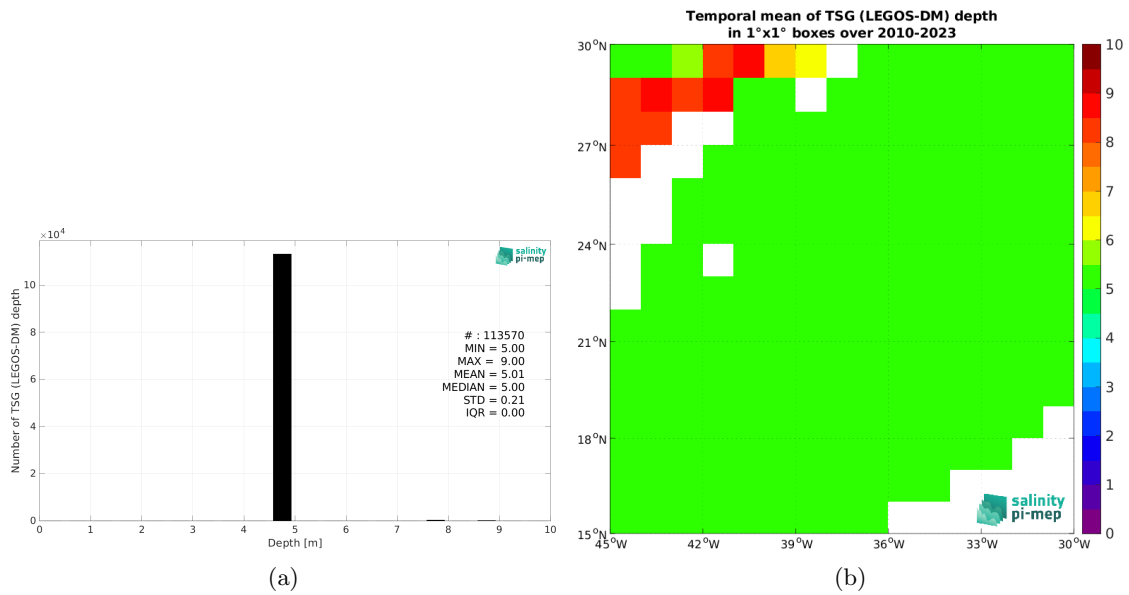 ×10⁴
10
8
6
4
2
0
Number of TSG (LEGOS-DM) depth
salinity
pi-mep
# : 113570
MIN = 5.00
MAX = 9.00
MEAN = 5.01
MEDIAN = 5.00
STD = 0.21
IQR = 0.00
0 1 2 3 4 5 6 7 8 9 10
Depth [m]
(a)
Temporal mean of TSG (LEGOS-DM) depth
in 1°x1° boxes over 2010-2023
30°N
27°N
24°N
21°N
18°N
15°N
45°W 42°W 39°W 36°W 33°W 30°W
salinity
pi-mep
10
9
8
7
6
5
4
3
2
1
0
(b)